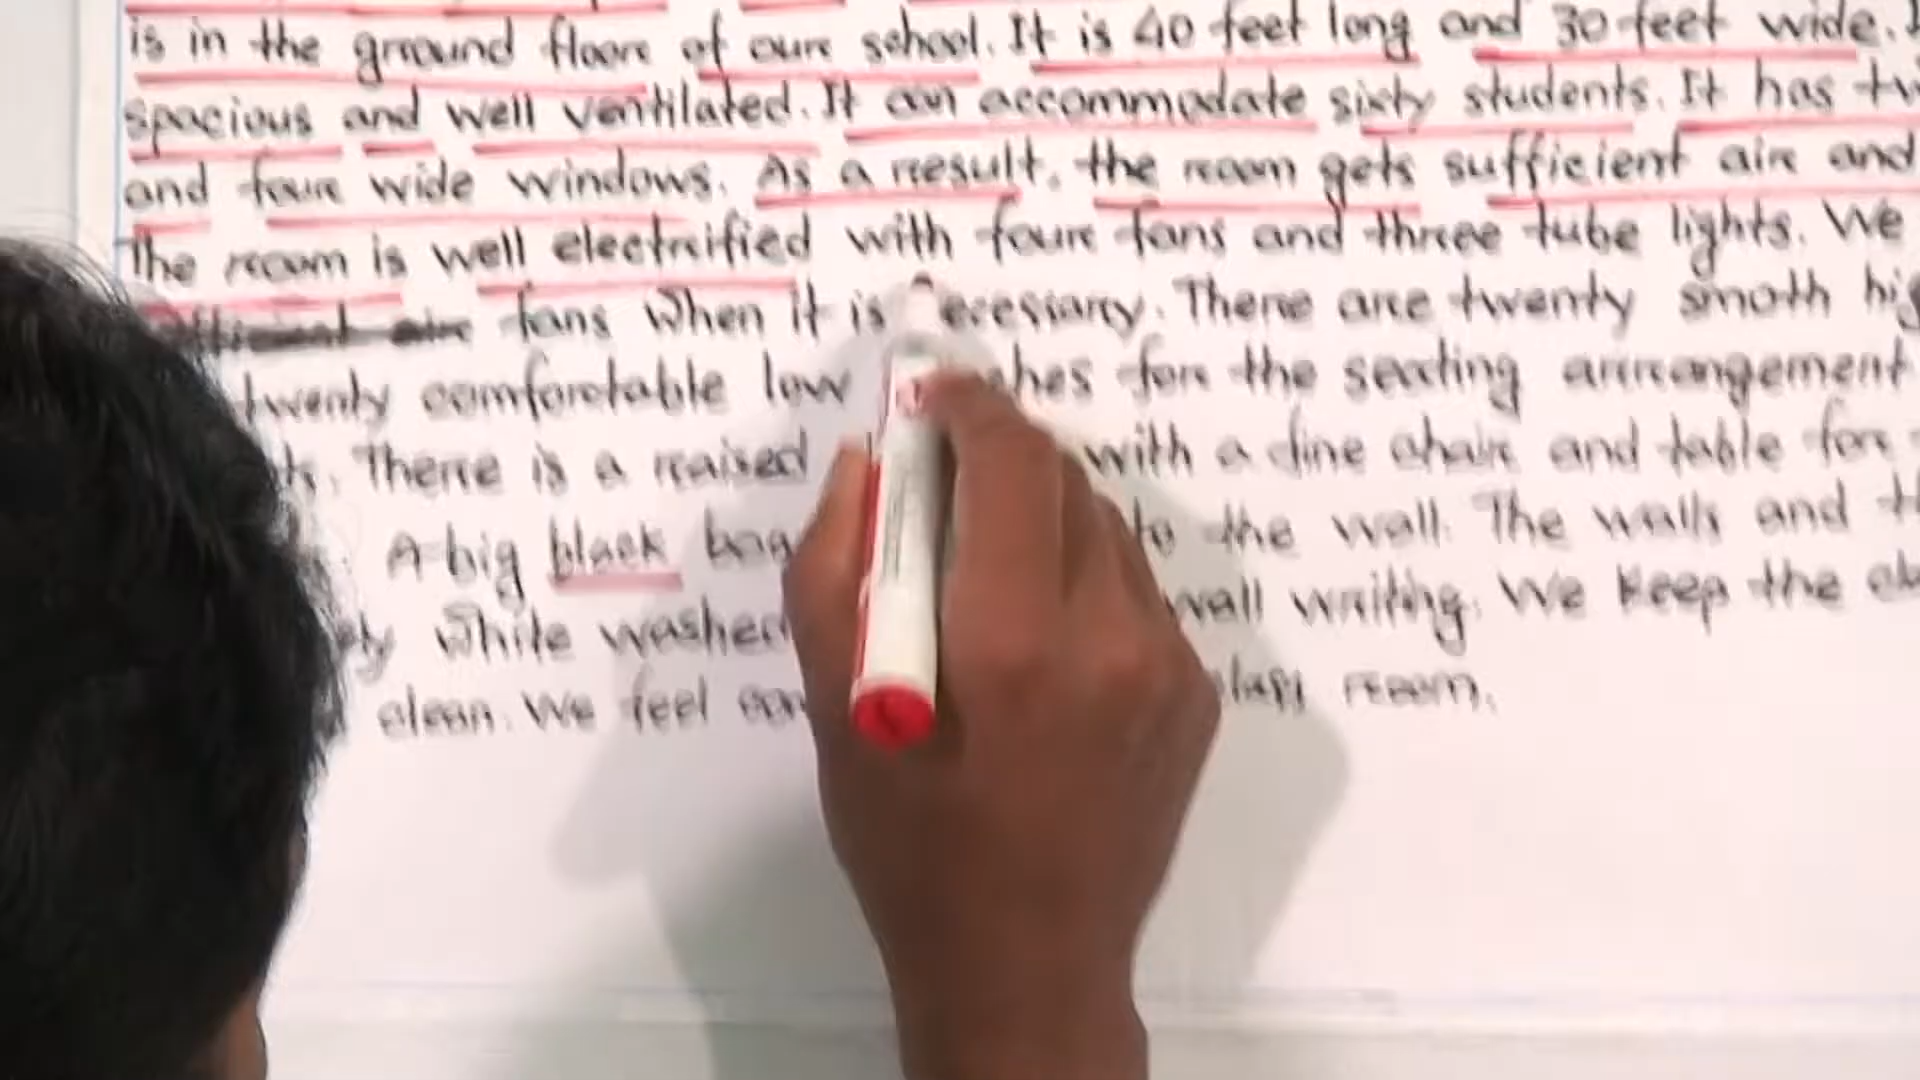 is in the ground floor of our school. It is 40 feet long and 30 feet wide.
spacious and well ventilated. It can accommodate sixty students. It has
and four wide windows. As a result, the room gets sufficient air and
The room is well electrified with four fans and three tube lights. We
fans when it is There are twenty smoth
twenty comfortable low for the seating arrangement
There is a raised with a fine chair and table for
A big black to the wall. The walls and
white washed wall writing. We keep the
clean. We feel room.